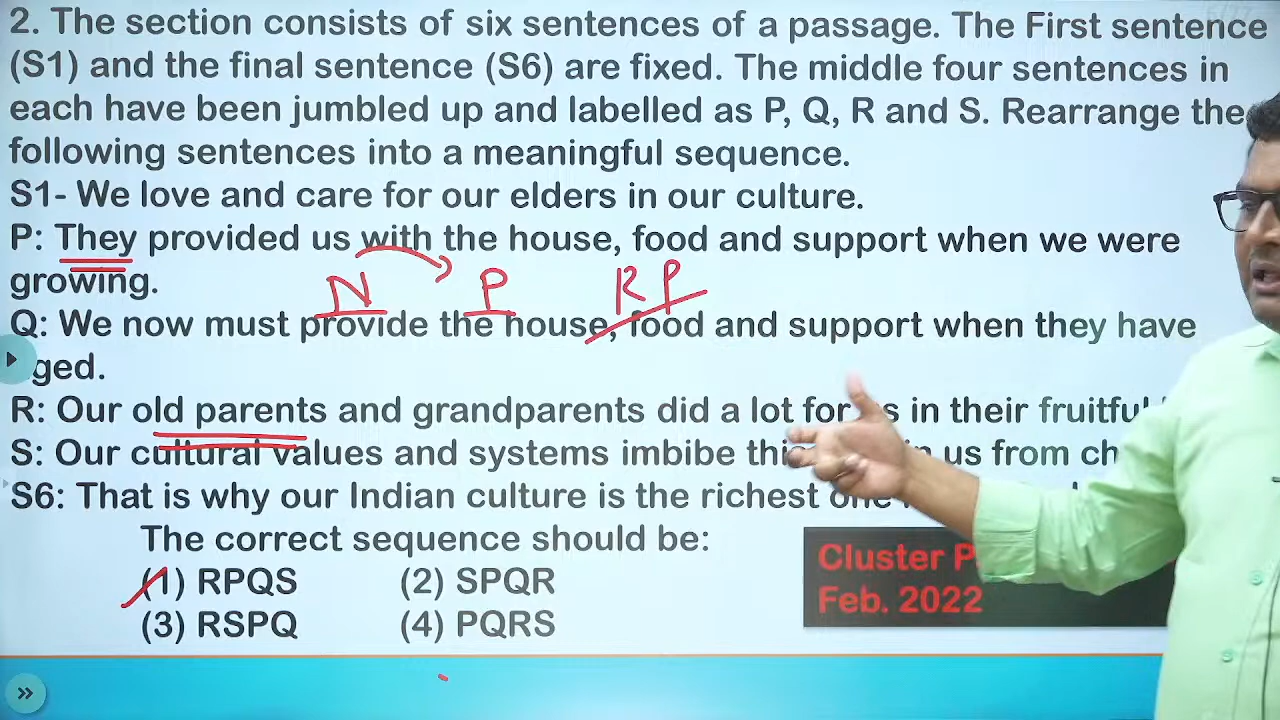 2. The section consists of six sentences of a passage. The First sentence
(S1) and the final sentence (S6) are fixed. The middle four sentences in
each have been jumbled up and labelled as P, Q, R and S. Rearrange the
following sentences into a meaningful sequence.
S1- We love and care for our elders in our culture.
P: They provided us with the house, food and support when we were
growing.
N P RP
Q: We now must provide the house, food and support when they have
R: Our old parents and grandparents did a lot for in their fruitful
S: Our cultural values and systems imbibe us from
S6: That is why our Indian culture is the richest
The correct sequence should be:
(1) RPQS (2) SPQR
(3) RSPQ (4) PQRS
Cluster
Feb. 2022